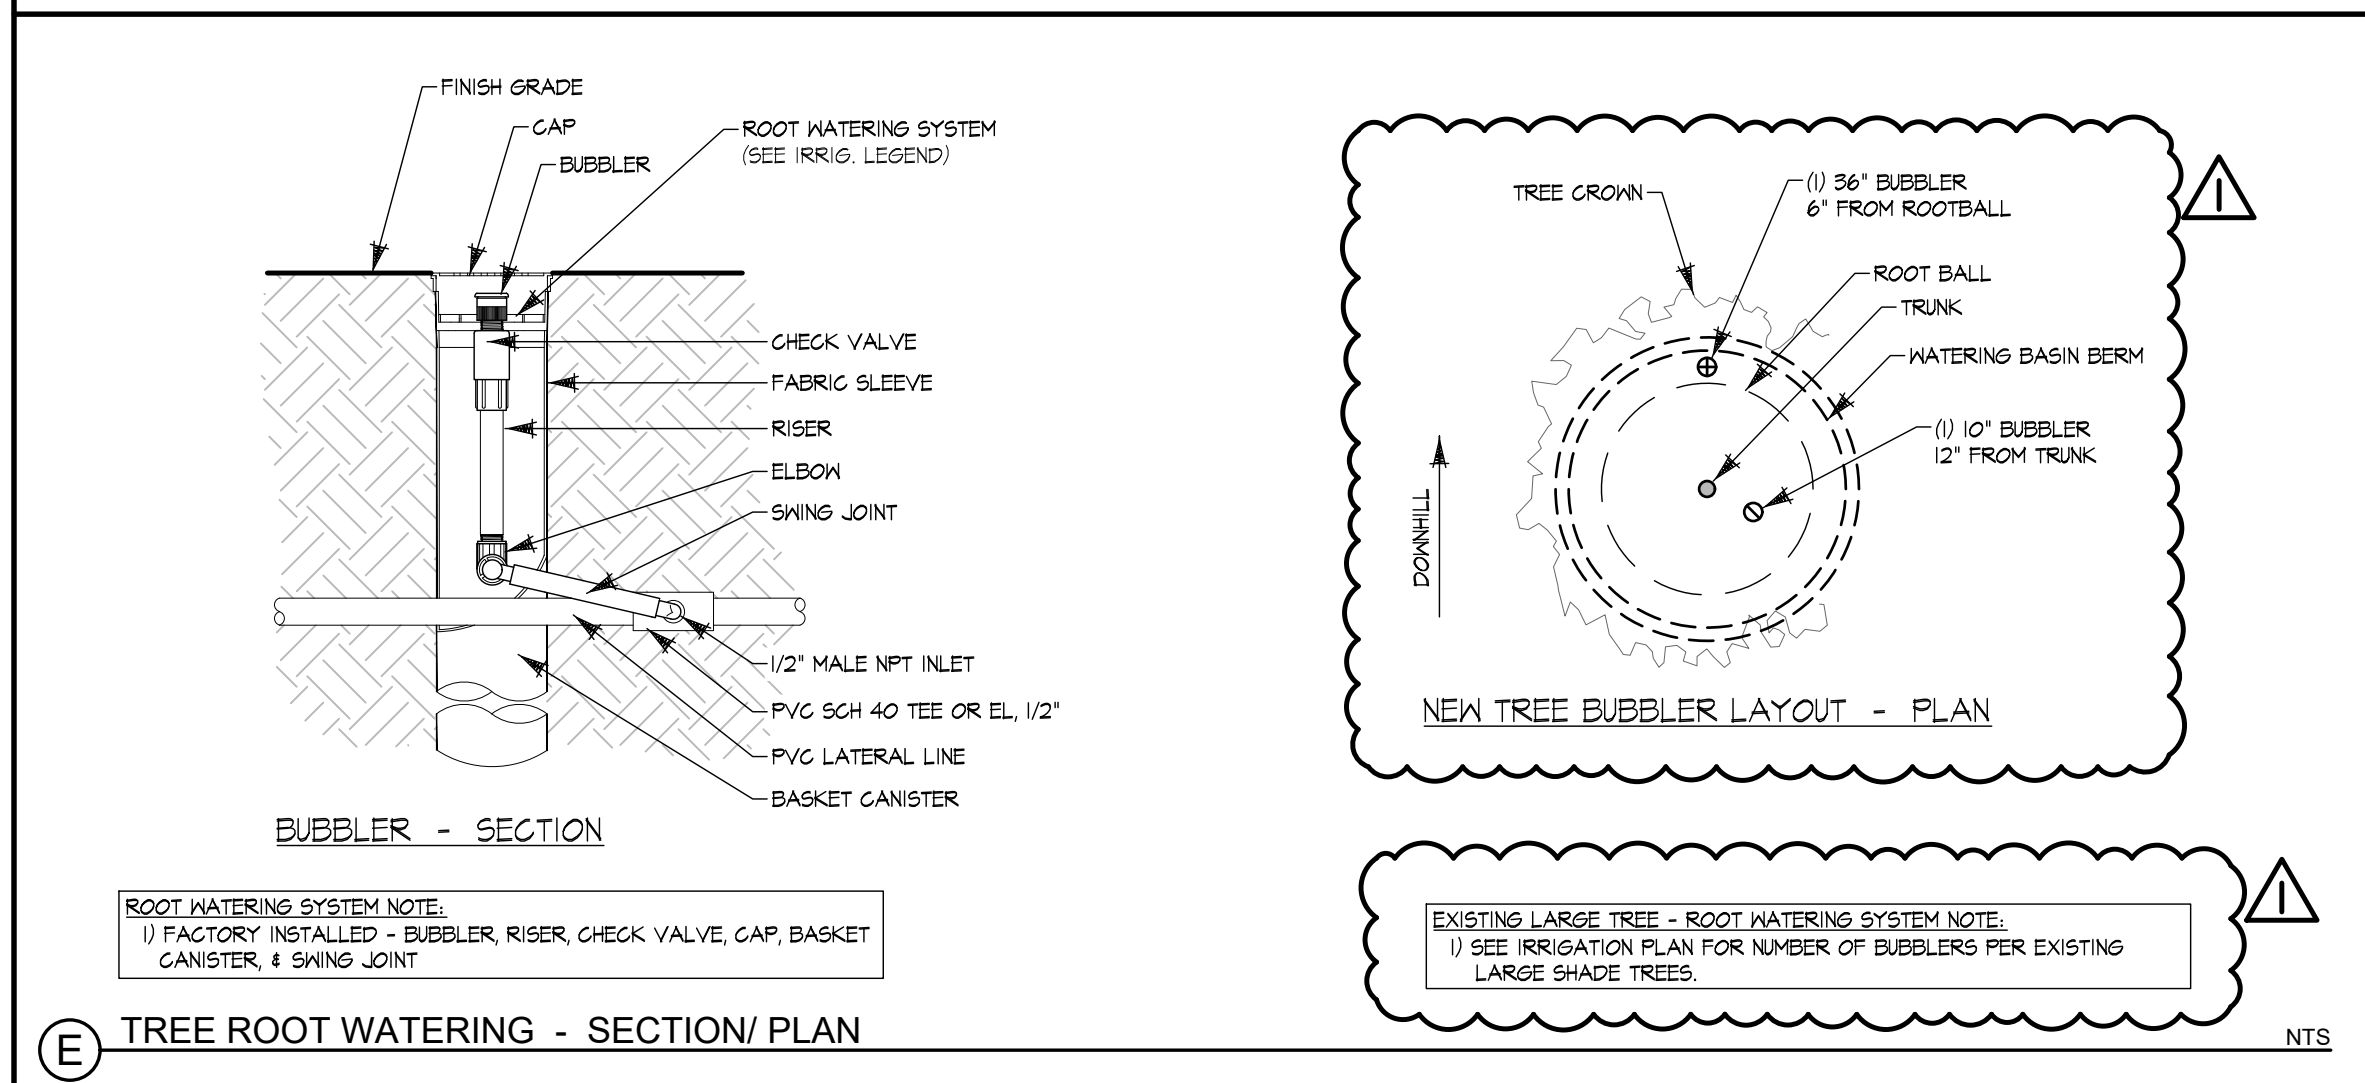 FINISH GRADE
CAP
BUBBLER
ROOT WATERING SYSTEM
(SEE IRRIG. LEGEND)
CHECK VALVE
FABRIC SLEEVE
RISER
ELBOW
SWING JOINT
1/2" MALE NPT INLET
PVC SCH 40 TEE OR EL, 1/2"
PVC LATERAL LINE
BASKET CANISTER
BUBBLER - SECTION
ROOT WATERING SYSTEM NOTE:
1) FACTORY INSTALLED - BUBBLER, RISER, CHECK VALVE, CAP, BASKET
CANISTER, & SWING JOINT
TREE CROWN
(1) 36" BUBBLER
6" FROM ROOTBALL
ROOT BALL
TRUNK
WATERING BASIN BERM
(1) 10" BUBBLER
12" FROM TRUNK
DOWNHILL
NEW TREE BUBBLER LAYOUT - PLAN
1
EXISTING LARGE TREE - ROOT WATERING SYSTEM NOTE:
1) SEE IRRIGATION PLAN FOR NUMBER OF BUBBLERS PER EXISTING
LARGE SHADE TREES.
1
E
TREE ROOT WATERING - SECTION/ PLAN
NTS